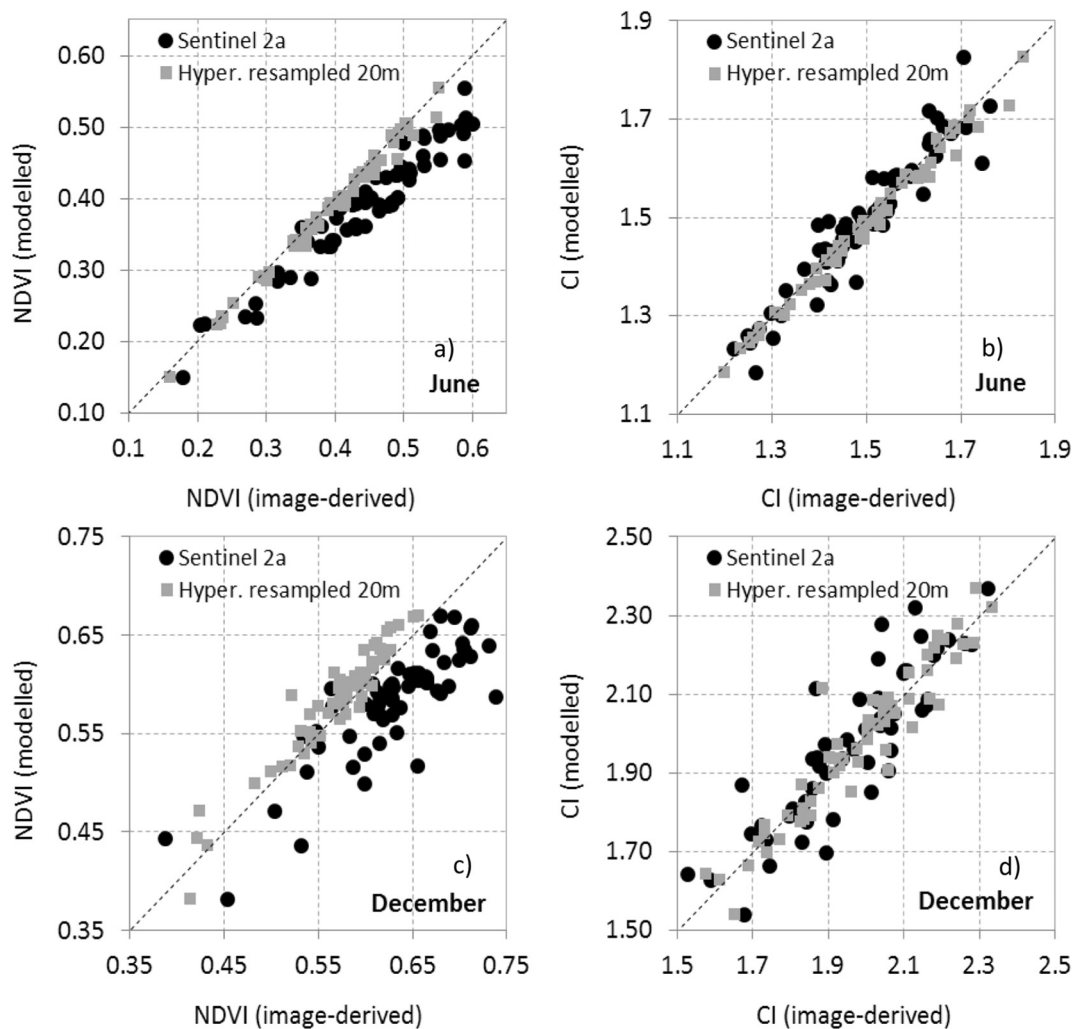 Sentinel 2a
Hyper. resampled 20m
0.60
0.50
0.40
0.30
0.20
0.10
NDVI (modelled)
a)
June
0.1 0.2 0.3 0.4 0.5 0.6
NDVI (image-derived)
1.9
1.7
1.5
1.3
1.1
CI (modelled)
Sentinel 2a
Hyper. resampled 20m
b)
June
1.1 1.3 1.5 1.7 1.9
CI (image-derived)
0.75
0.65
0.55
0.45
0.35
NDVI (modelled)
Sentinel 2a
Hyper. resampled 20m
c)
December
0.35 0.45 0.55 0.65 0.75
NDVI (image-derived)
2.50
2.30
2.10
1.90
1.70
1.50
CI (modelled)
Sentinel 2a
Hyper. resampled 20m
d)
December
1.5 1.7 1.9 2.1 2.3 2.5
CI (image-derived)